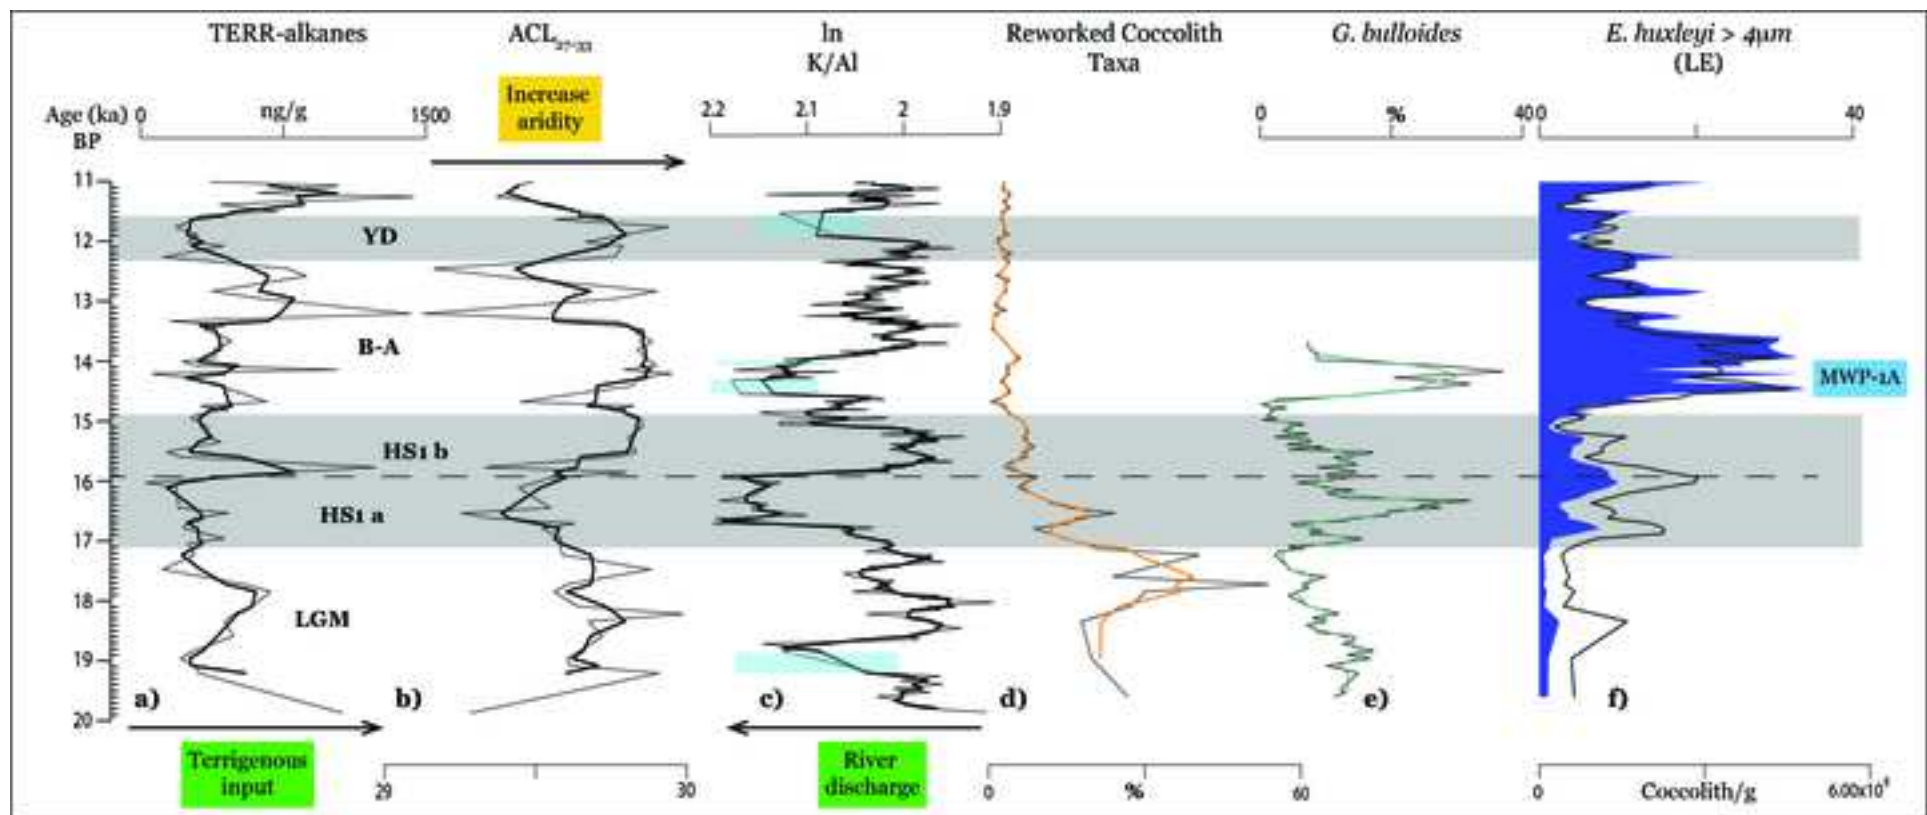 TERR-alkanes
ACL27-33
ln
K/Al
Reworked Coccolith
Taxa
G. bulloides
E. huxleyi > 4μm
(LE)
Increase
aridity
Age (ka)
BP
0 ng/g 1500
2.2 2.1 2 1.9
0 % 40
0 40
11
12
13
14
15
16
17
18
19
20
YD
B-A
MWP-1A
HS1 b
HS1 a
LGM
a)
b)
c)
d)
e)
f)
Terrigenous
input
River
discharge
29 30
0 % 60
0 Coccolith/g